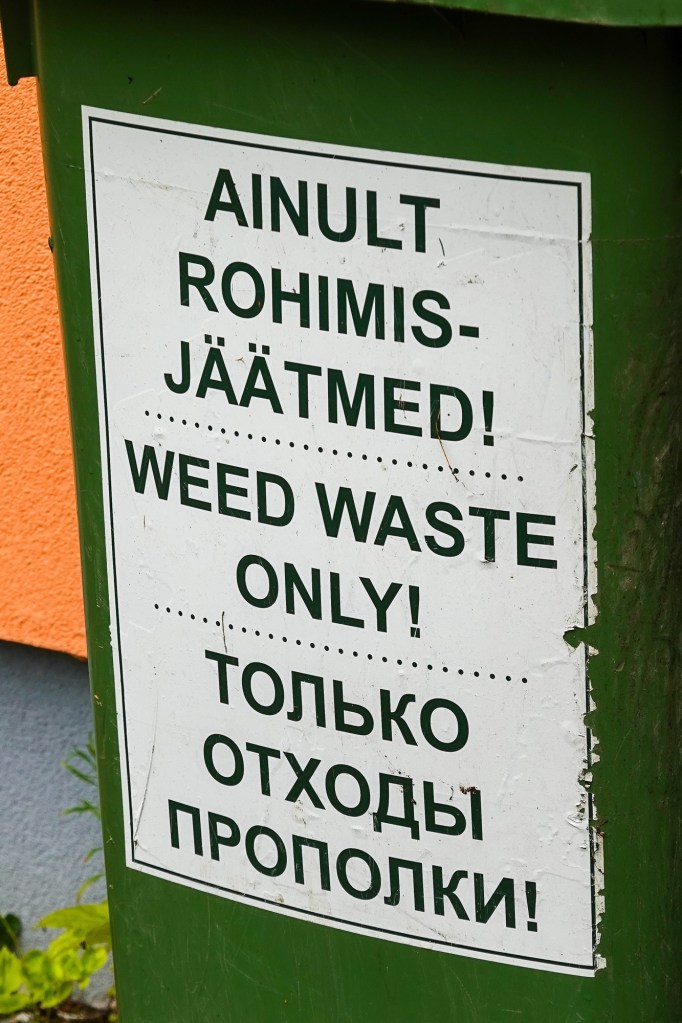 AINULT
ROHIMIS-
JÄÄTMED!
WEED WASTE
ONLY!
ТОЛЬКО
ОТХОДЫ
ПРОПОЛКИ!